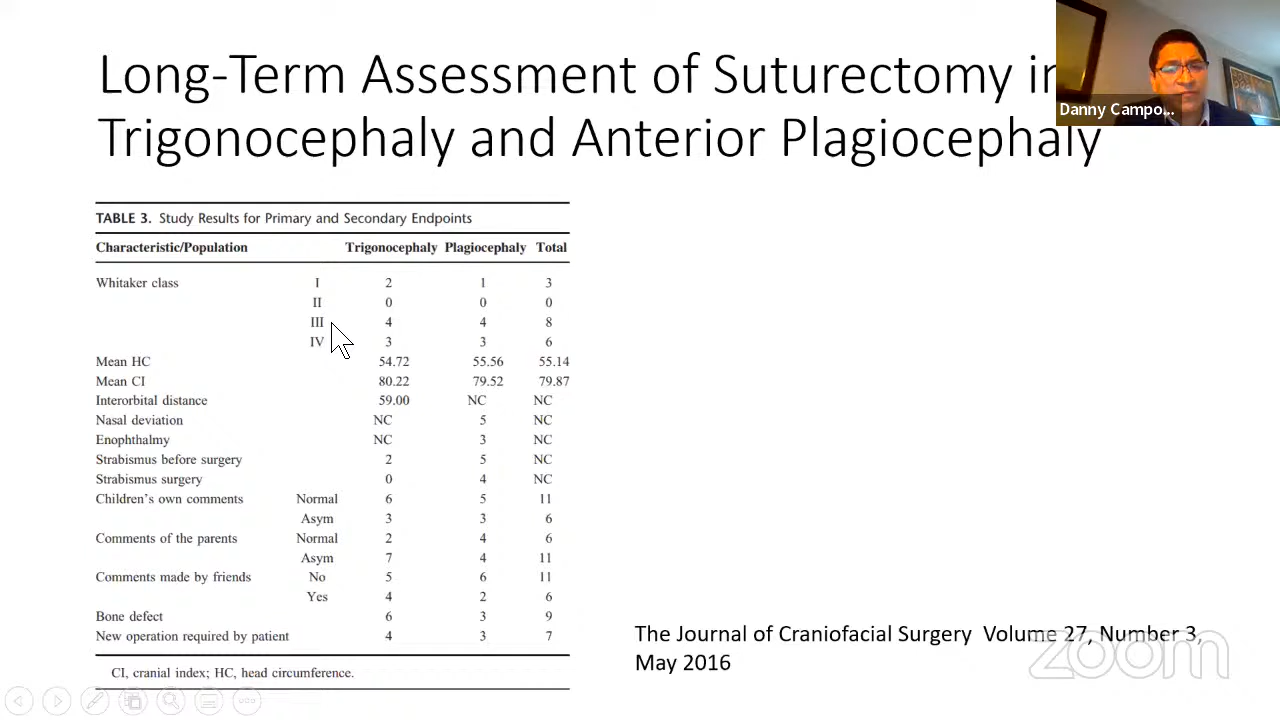 Long-Term Assessment of Suturectomy in
Trigonocephaly and Anterior Plagiocephaly
Danny Campo...
TABLE 3. Study Results for Primary and Secondary Endpoints
Characteristic/Population Trigonocephaly Plagiocephaly Total
Whitaker class I 2 1 3
II 0 0 0
III 4 4 8
IV 3 3 6
Mean HC 54.72 55.56 55.14
Mean CI 80.22 79.52 79.87
Interorbital distance 59.00 NC NC
Nasal deviation NC 5 NC
Enophthalmy NC 3 NC
Strabismus before surgery 2 5 NC
Strabismus surgery 0 4 NC
Children's own comments Normal 6 5 11
Asym 3 3 6
Comments of the parents Normal 2 4 6
Asym 7 4 11
Comments made by friends No 5 6 11
Yes 4 2 6
Bone defect 6 3 9
New operation required by patient 4 3 7
CI, cranial index; HC, head circumference.
The Journal of Craniofacial Surgery Volume 27, Number 3,
May 2016
zoom